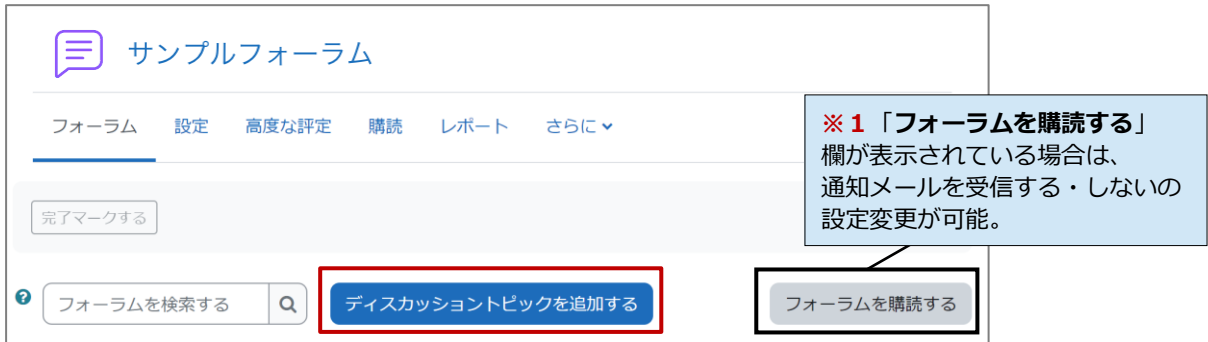 サンプルフォーラム
フォーラム 設定 高度な評定 購読 レポート さらに
※1「フォーラムを購読する」
欄が表示されている場合は、
通知メールを受信する・しないの
設定変更が可能。
完了マークする
フォーラムを検索する ディスカッショントピックを追加する フォーラムを購読する